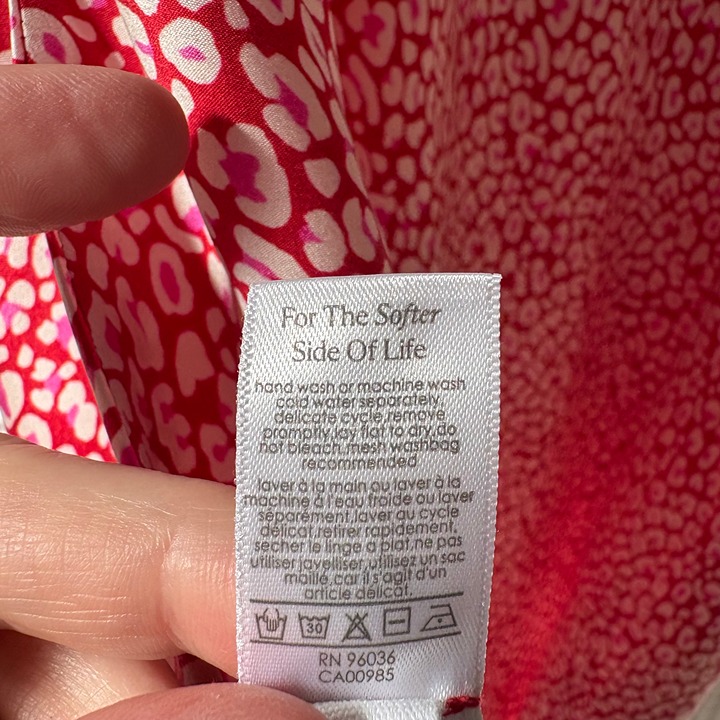 For The Softer
Side Of Life
hand wash or machine wash
cold water separately,
delicate cycle,remove
promptly,lay flat to dry,do
not bleach,mesh washbag
recommended
laver à la main ou laver à la
machine à l'eau froide ou laver
séparément,laver au cycle
délicat,retirer rapidement,
sécher le linge à plat,ne pas
utiliser javelliser,utilisez un sac
maillé,car il s'agit d'un
article délicat.
30
RN 96036
CA00985